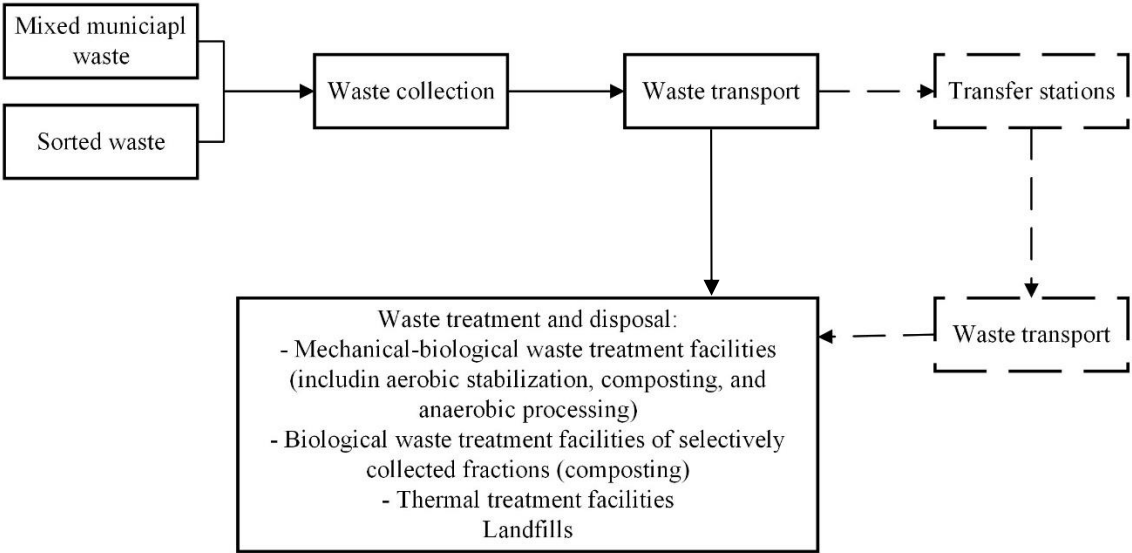 Mixed municiapl
waste
Sorted waste
Waste collection
Waste transport
Transfer stations
Waste treatment and disposal:
- Mechanical-biological waste treatment facilities
(includin aerobic stabilization, composting, and
anaerobic processing)
- Biological waste treatment facilities of selectively
collected fractions (composting)
- Thermal treatment facilities
Landfills
Waste transport